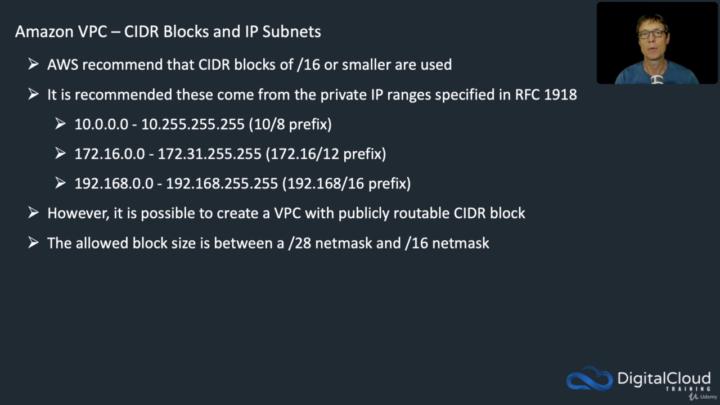 Amazon VPC – CIDR Blocks and IP Subnets
➢ AWS recommend that CIDR blocks of /16 or smaller are used
➢ It is recommended these come from the private IP ranges specified in RFC 1918
➢ 10.0.0.0 - 10.255.255.255 (10/8 prefix)
➢ 172.16.0.0 - 172.31.255.255 (172.16/12 prefix)
➢ 192.168.0.0 - 192.168.255.255 (192.168/16 prefix)
➢ However, it is possible to create a VPC with publicly routable CIDR block
➢ The allowed block size is between a /28 netmask and /16 netmask
DigitalCloud
TRAINING
Udemy